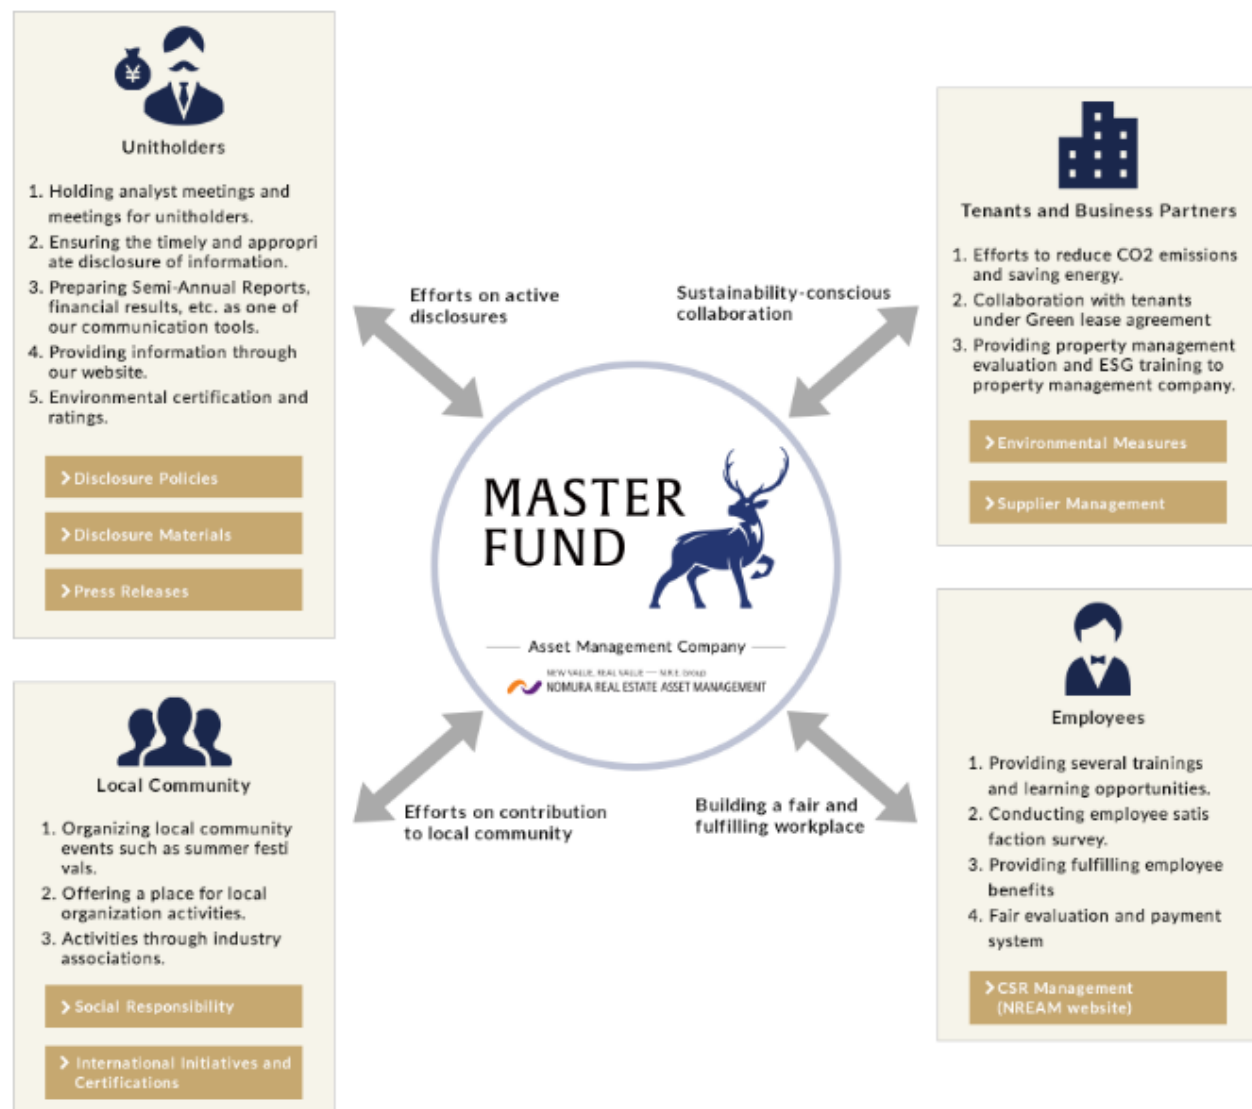 ¥
Unitholders
1. Holding analyst meetings and
meetings for unitholders.
2. Ensuring the timely and appropri
ate disclosure of information.
3. Preparing Semi-Annual Reports,
financial results, etc. as one of
our communication tools.
4. Providing information through
our website.
5. Environmental certification and
ratings.
Disclosure Policies
Disclosure Materials
Press Releases
Efforts on active
disclosures
Sustainability-conscious
collaboration
Tenants and Business Partners
1. Efforts to reduce CO2 emissions
and saving energy.
2. Collaboration with tenants
under Green lease agreement
3. Providing property management
evaluation and ESG training to
property management company.
Environmental Measures
Supplier Management
MASTER
FUND
Asset Management Company
NEW VALUE, REAL VALUE — N.R.E. Group
NOMURA REAL ESTATE ASSET MANAGEMENT
Local Community
1. Organizing local community
events such as summer festi
vals.
2. Offering a place for local
organization activities.
3. Activities through industry
associations.
Social Responsibility
International Initiatives and
Certifications
Efforts on contribution
to local community
Building a fair and
fulfilling workplace
Employees
1. Providing several trainings
and learning opportunities.
2. Conducting employee satis
faction survey.
3. Providing fulfilling employee
benefits
4. Fair evaluation and payment
system
CSR Management
(NREAM website)